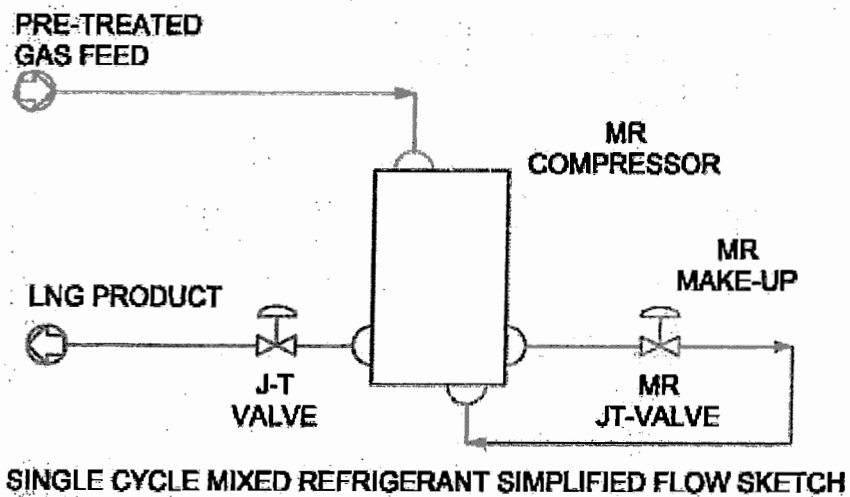 PRE-TREATED
GAS FEED
MR
COMPRESSOR
MR
MAKE-UP
LNG PRODUCT
J-T
VALVE
MR
JT-VALVE
SINGLE CYCLE MIXED REFRIGERANT SIMPLIFIED FLOW SKETCH